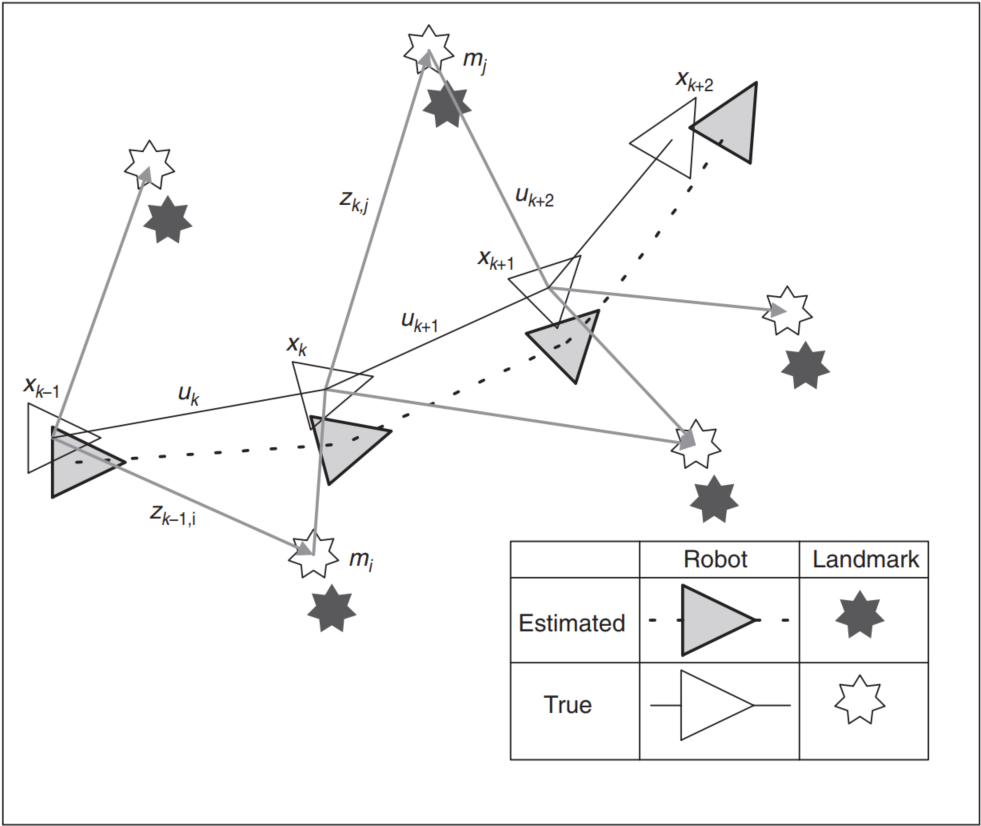 m_j
x_{k+2}
z_{k,j}
u_{k+2}
x_{k+1}
u_{k+1}
x_k
x_{k–1}
u_k
z_{k–1,i}
m_i
Robot Landmark
Estimated
True